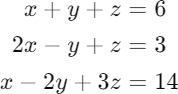 x + y + z = 6
2x − y + z = 3
x − 2y + 3z = 14